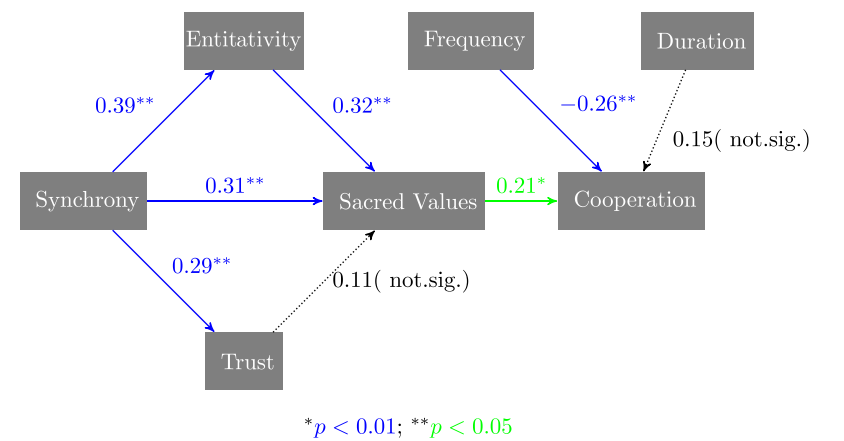 Entitativity Frequency Duration
0.39** 0.32** −0.26**
0.15( not.sig.)
Synchrony 0.31** Sacred Values 0.21* Cooperation
0.29**
0.11( not.sig.)
Trust
*p < 0.01; **p < 0.05